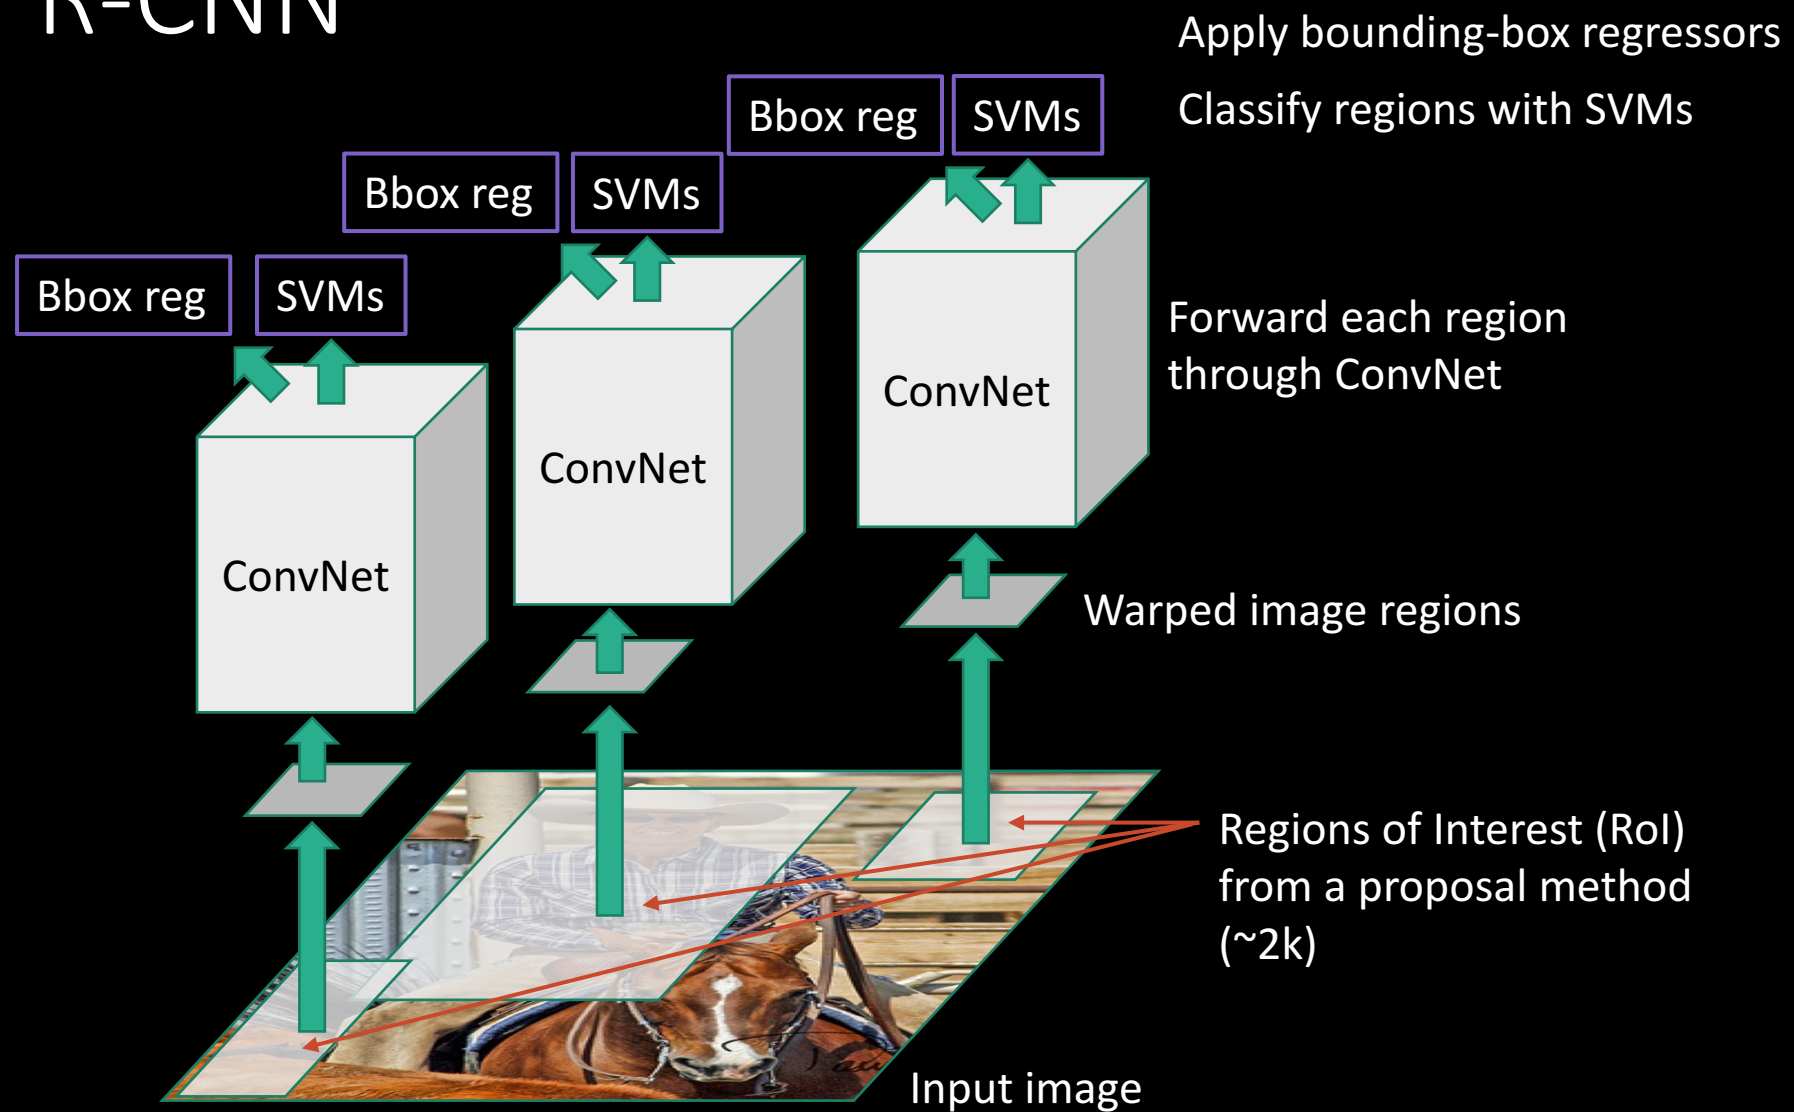 R-CNN
Apply bounding-box regressors
Classify regions with SVMs
Bbox reg
SVMs
Bbox reg
SVMs
Bbox reg
SVMs
Forward each region
through ConvNet
ConvNet
ConvNet
ConvNet
Warped image regions
Regions of Interest (RoI)
from a proposal method
(~2k)
Input image